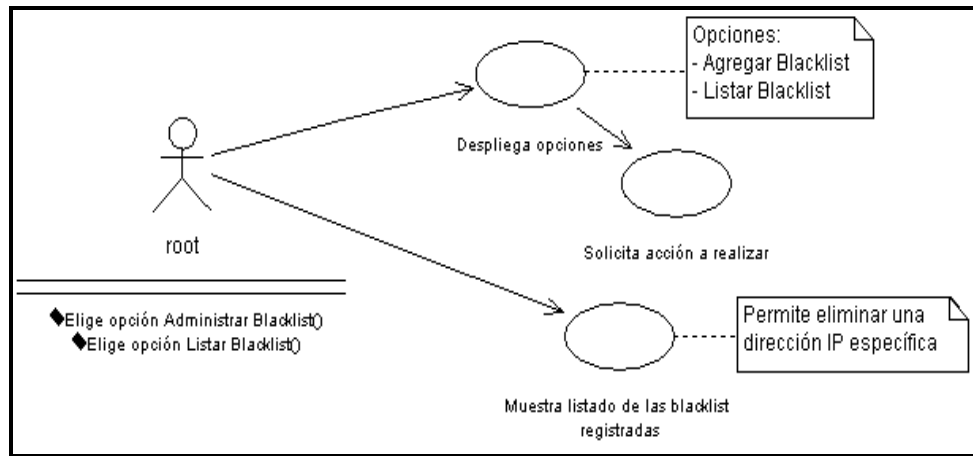 Opciones:
- Agregar Blacklist
- Listar Blacklist
Despliega opciones
Solicita acción a realizar
root
◆Elige opción Administrar Blacklist()
◆Elige opción Listar Blacklist()
Permite eliminar una
dirección IP específica
Muestra listado de las blacklist
registradas